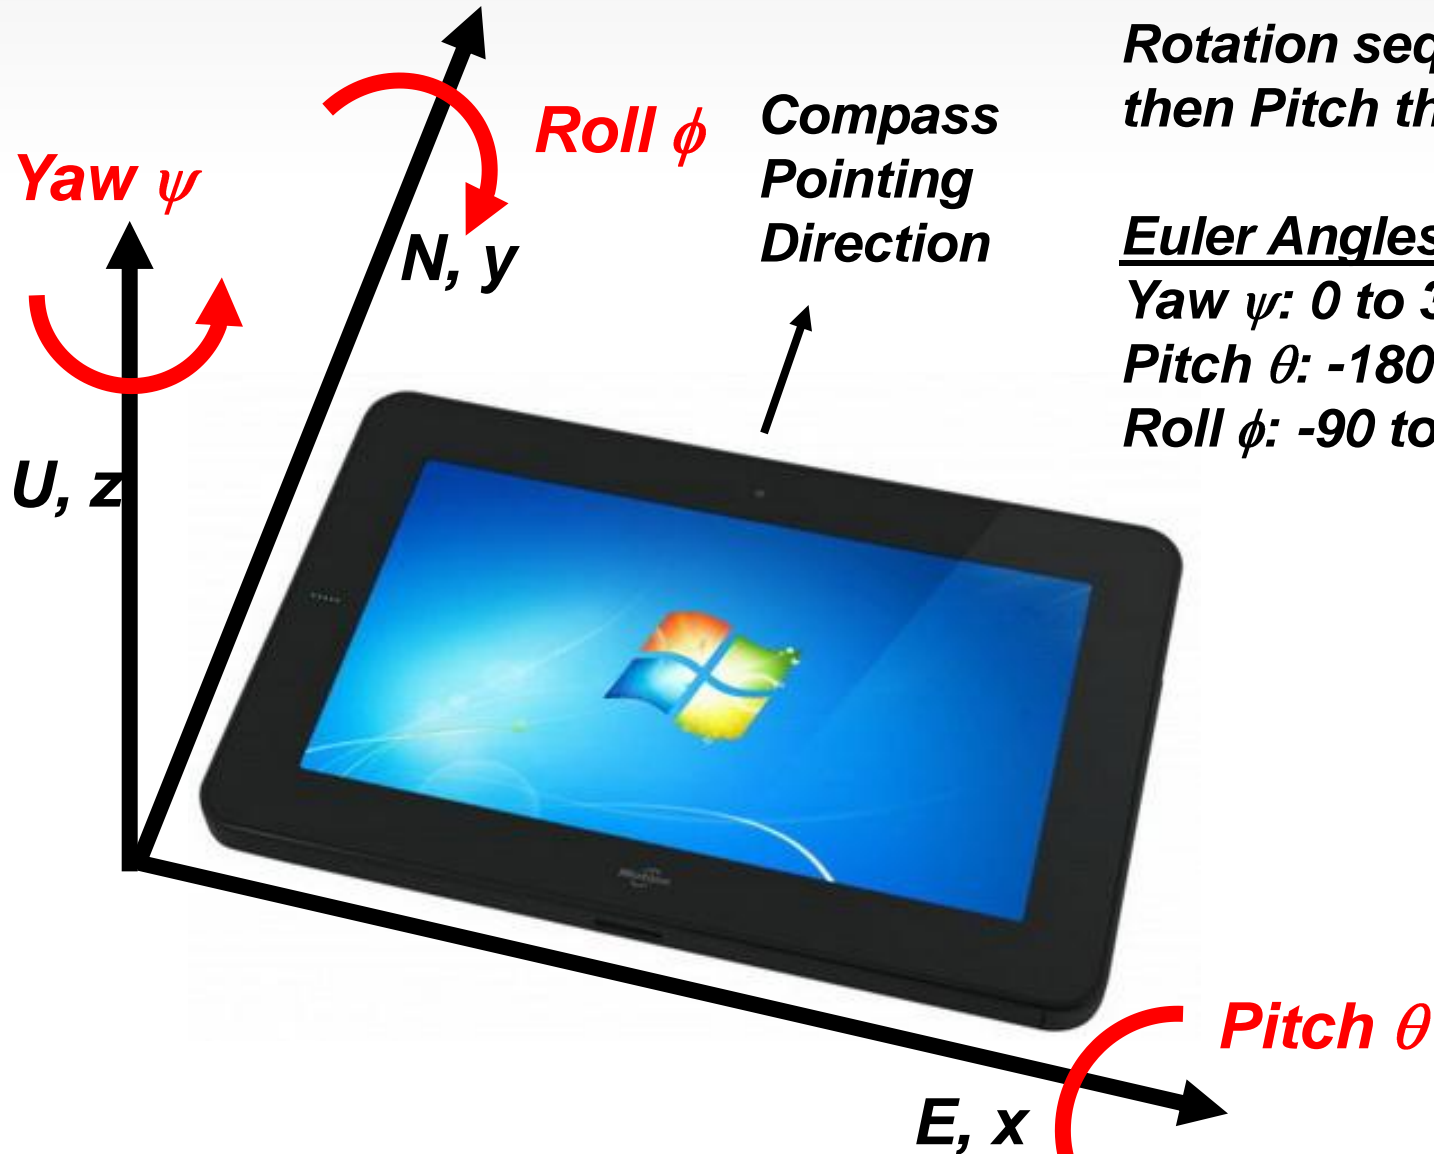 Rotation seq
then Pitch th
Roll ϕ
Compass
Pointing
Direction
Yaw ψ
N, y
Euler Angles
Yaw ψ: 0 to 3
Pitch θ: -180
Roll ϕ: -90 to
U, z
Pitch θ
E, x